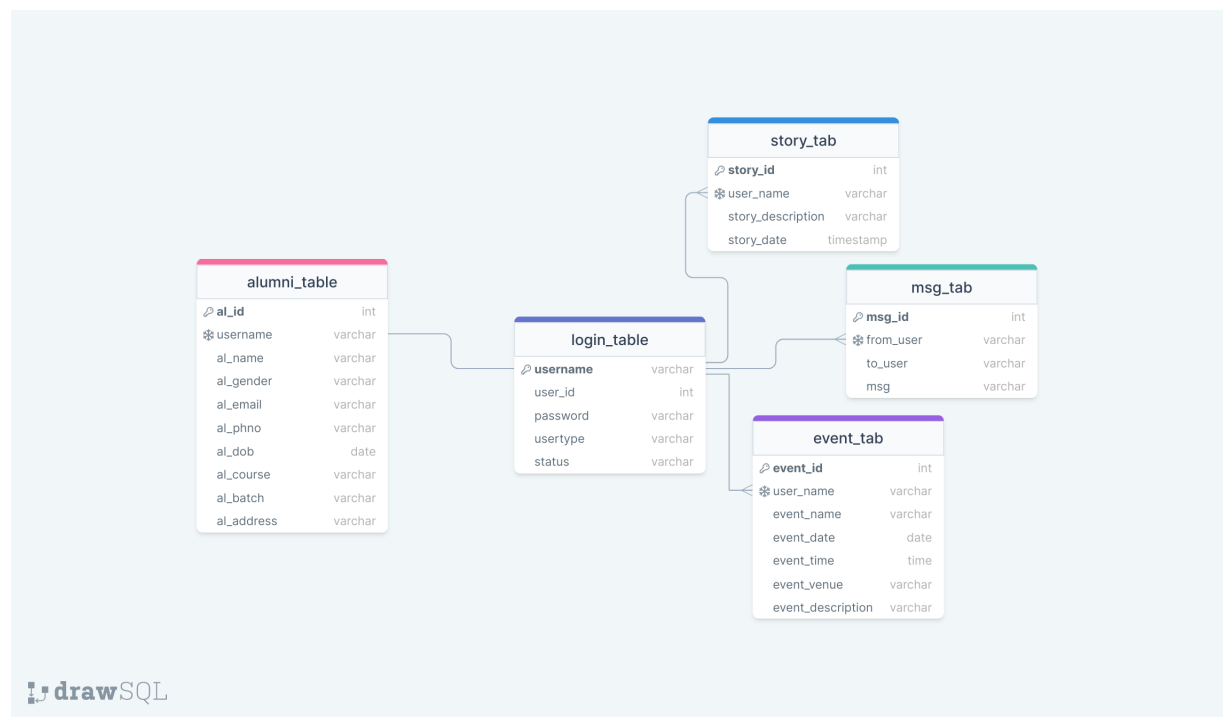 story_tab
story_id int
user_name varchar
story_description varchar
story_date timestamp
alumni_table
al_id int
username varchar
al_name varchar
al_gender varchar
al_email varchar
al_phno varchar
al_dob date
al_course varchar
al_batch varchar
al_address varchar
login_table
username varchar
user_id int
password varchar
usertype varchar
status varchar
msg_tab
msg_id int
from_user varchar
to_user varchar
msg varchar
event_tab
event_id int
user_name varchar
event_name varchar
event_date date
event_time time
event_venue varchar
event_description varchar
drawSQL